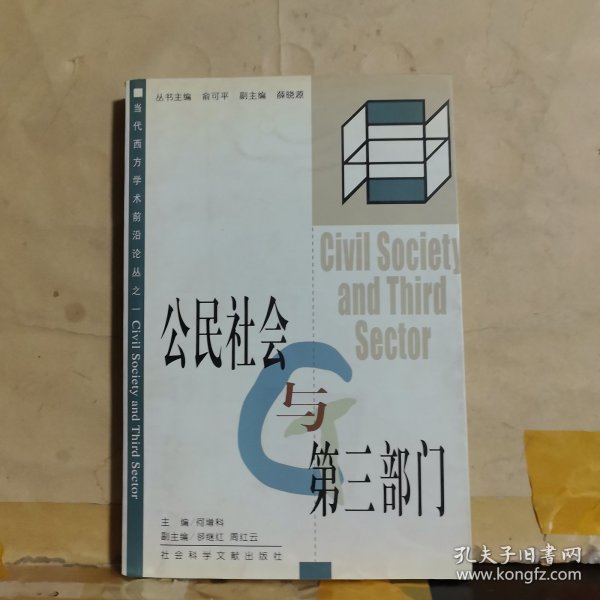 丛书主编 俞可平 副主编 薛晓源
■当代西方学术前沿论丛之一 Civil Society and Third Sector
Civil Society
and Third
Sector
公民社会
与
第三部门
主 编/何增科
副主编/郄继红 周红云
社会科学文献出版社
孔夫子旧书网
www.kongfz.com